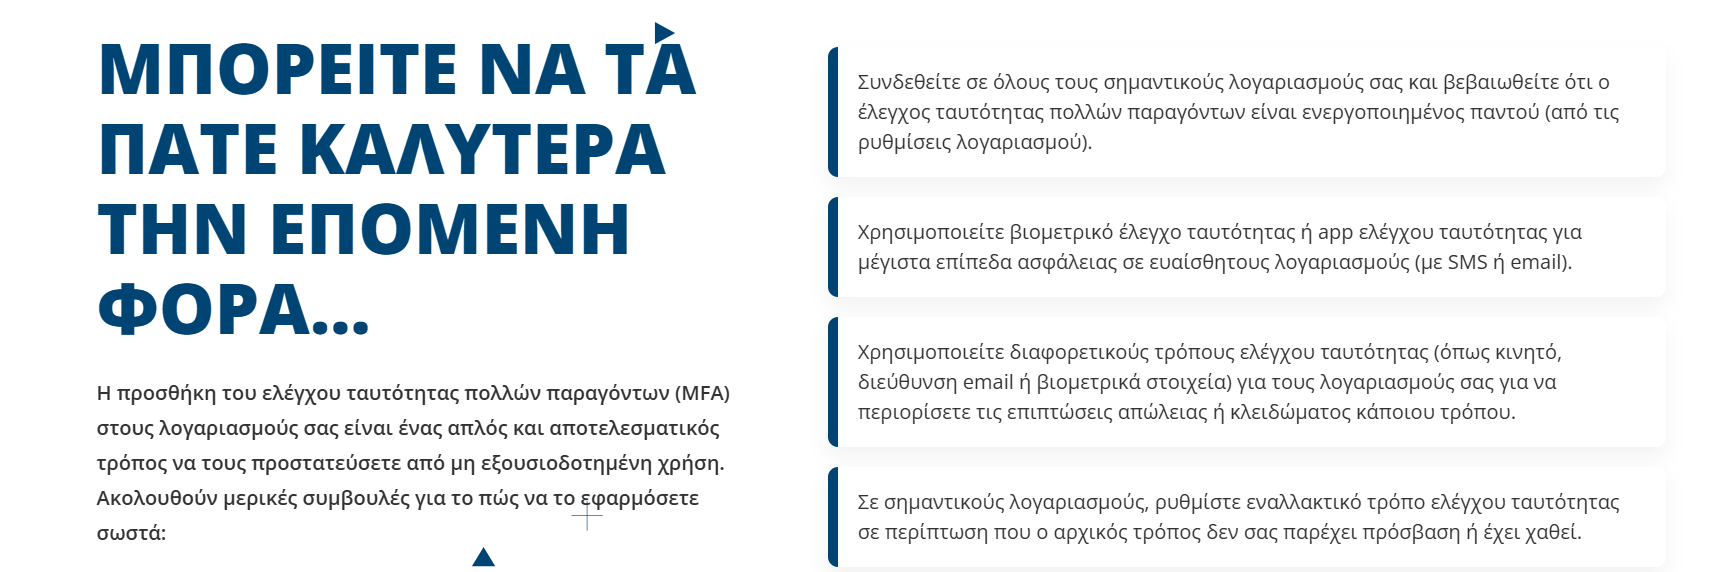 ΜΠΟΡΕΙΤΕ ΝΑ ΤΑ
ΠΑΤΕ ΚΑΛΥΤΕΡΑ
ΤΗΝ ΕΠΟΜΕΝΗ
ΦΟΡΑ...
Η προσθήκη του ελέγχου ταυτότητας πολλών παραγόντων (MFA)
στους λογαριασμούς σας είναι ένας απλός και αποτελεσματικός
τρόπος να τους προστατεύσετε από μη εξουσιοδοτημένη χρήση.
Ακολουθούν μερικές συμβουλές για το πώς να το εφαρμόσετε
σωστά:
Συνδεθείτε σε όλους τους σημαντικούς λογαριασμούς σας και βεβαιωθείτε ότι ο
έλεγχος ταυτότητας πολλών παραγόντων είναι ενεργοποιημένος παντού (από τις
ρυθμίσεις λογαριασμού).
Χρησιμοποιείτε βιομετρικό έλεγχο ταυτότητας ή app ελέγχου ταυτότητας για
μέγιστα επίπεδα ασφάλειας σε ευαίσθητους λογαριασμούς (με SMS ή email).
Χρησιμοποιείτε διαφορετικούς τρόπους ελέγχου ταυτότητας (όπως κινητό,
διεύθυνση email ή βιομετρικά στοιχεία) για τους λογαριασμούς σας για να
περιορίσετε τις επιπτώσεις απώλειας ή κλειδώματος κάποιου τρόπου.
Σε σημαντικούς λογαριασμούς, ρυθμίστε εναλλακτικό τρόπο ελέγχου ταυτότητας
σε περίπτωση που ο αρχικός τρόπος δεν σας παρέχει πρόσβαση ή έχει χαθεί.